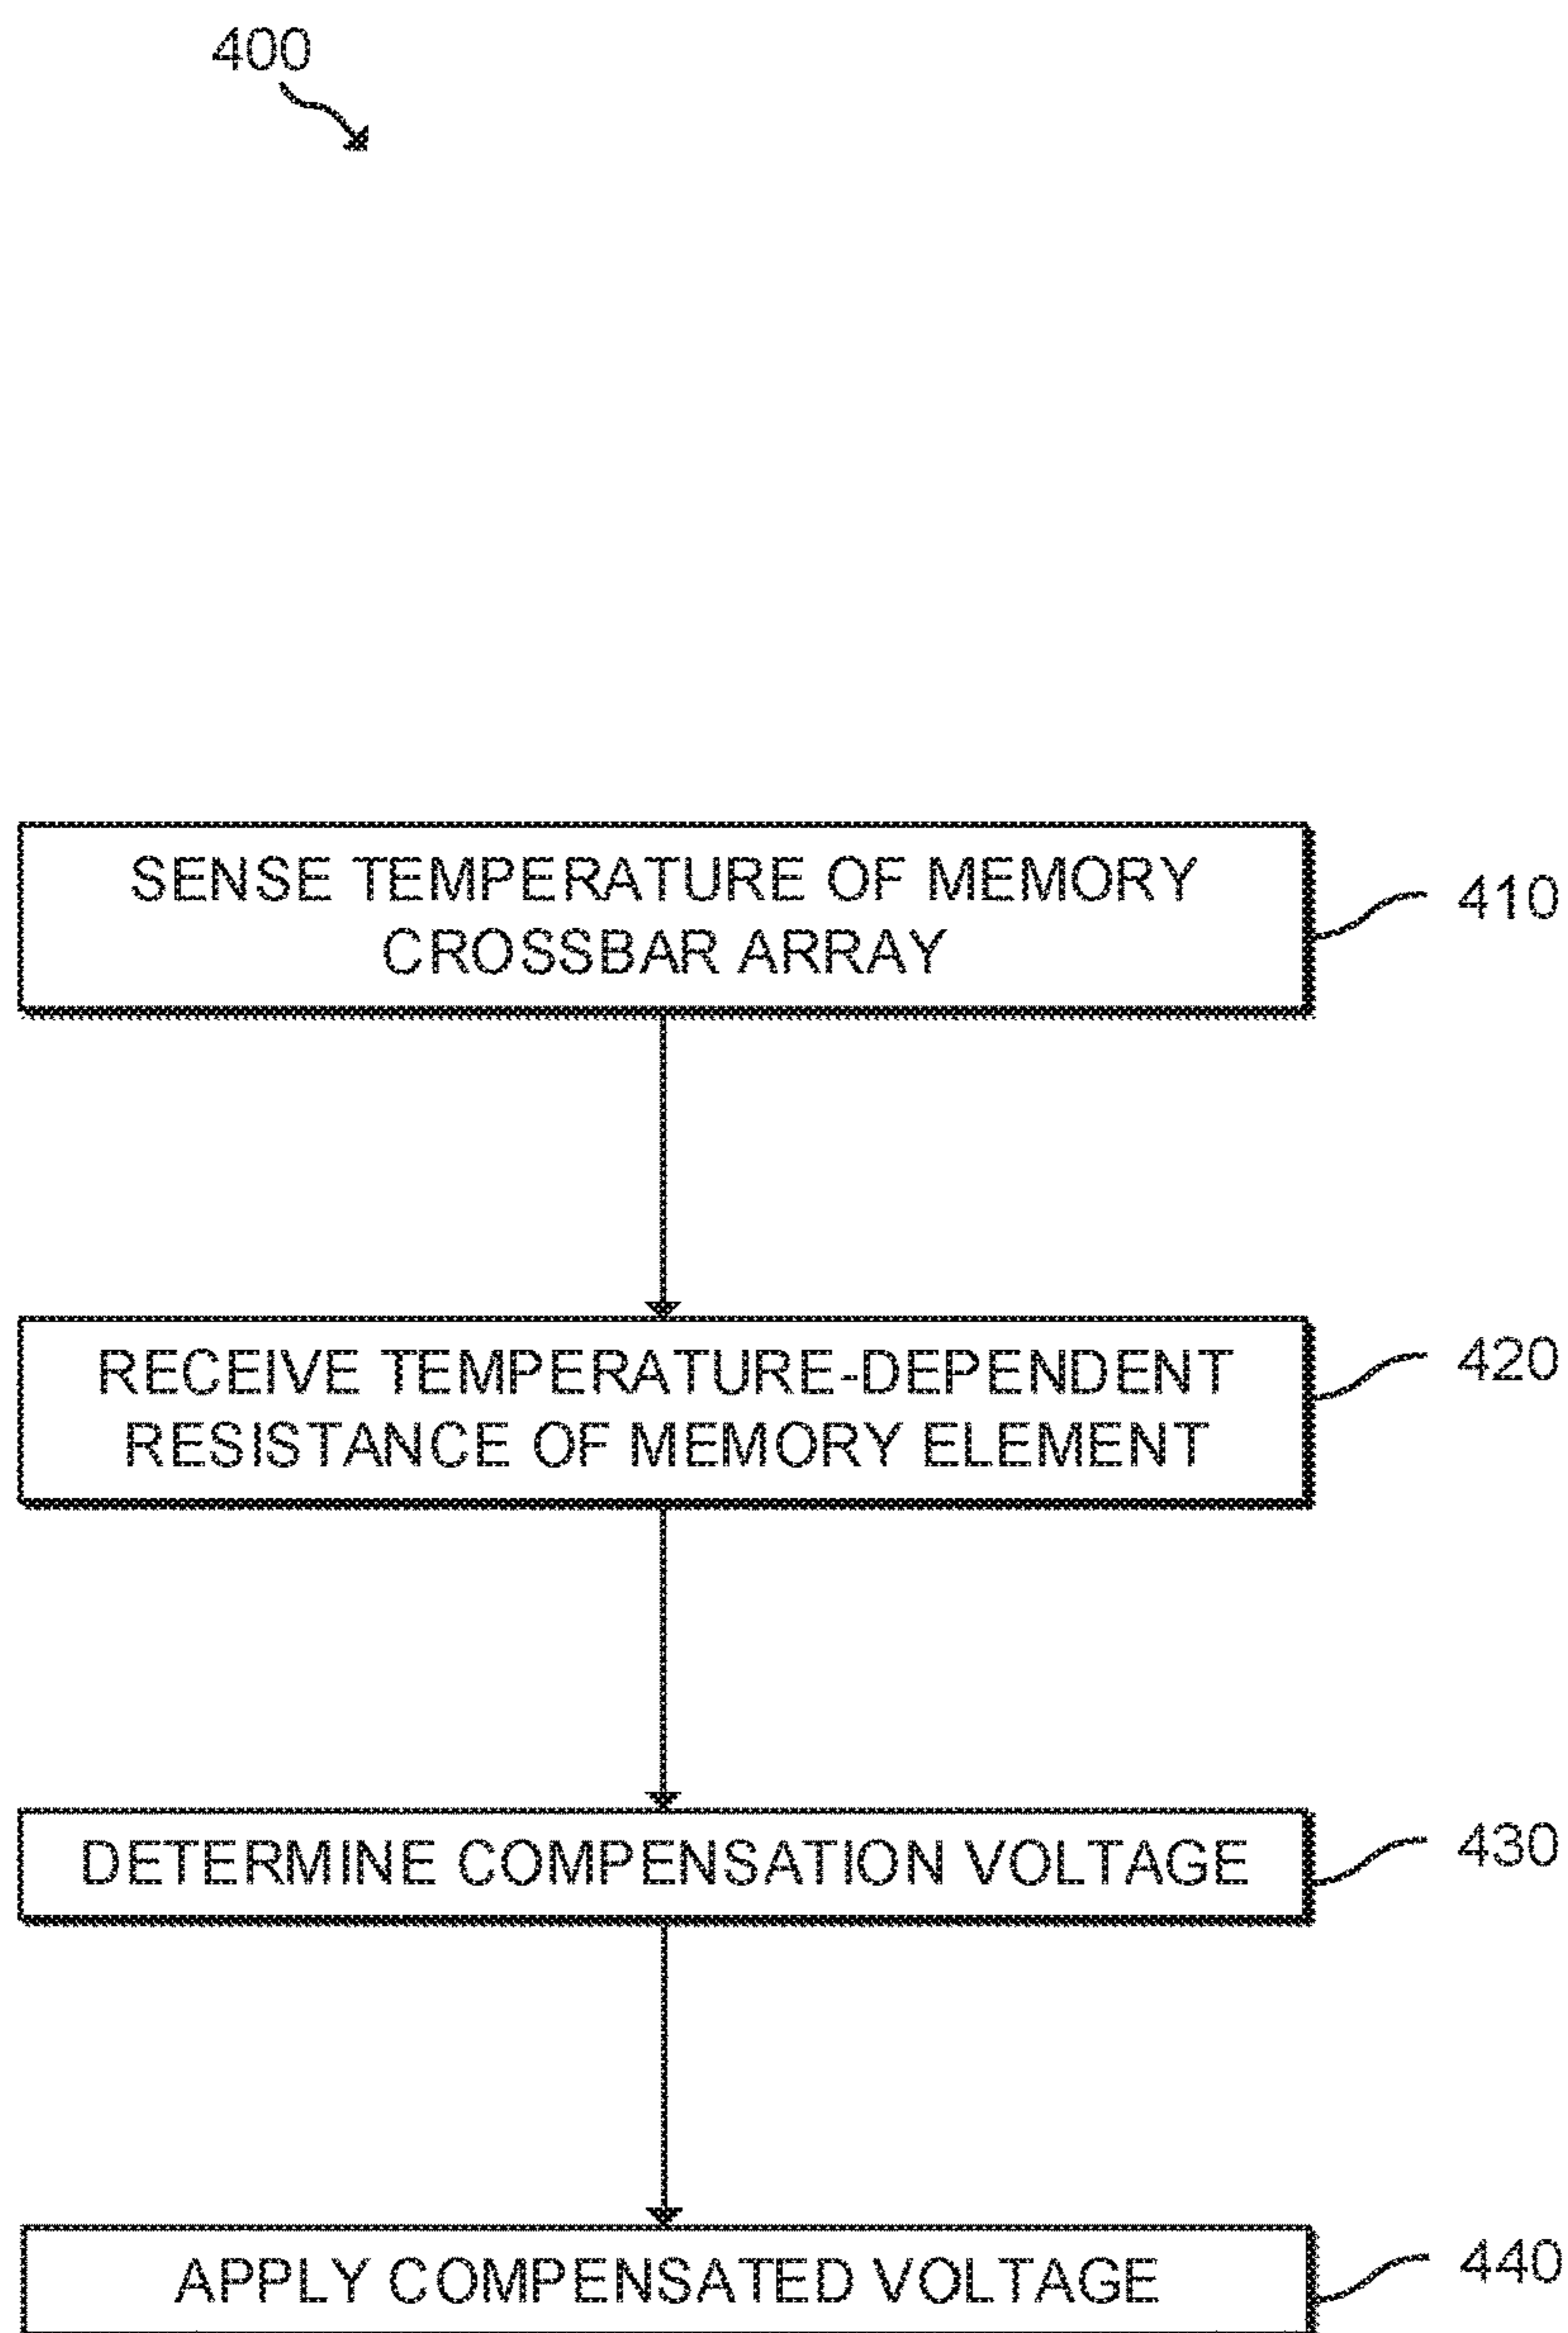 400
SENSE TEMPERATURE OF MEMORY
CROSSBAR ARRAY
410
RECEIVE TEMPERATURE-DEPENDENT
RESISTANCE OF MEMORY ELEMENT
420
DETERMINE COMPENSATION VOLTAGE
430
APPLY COMPENSATED VOLTAGE
440